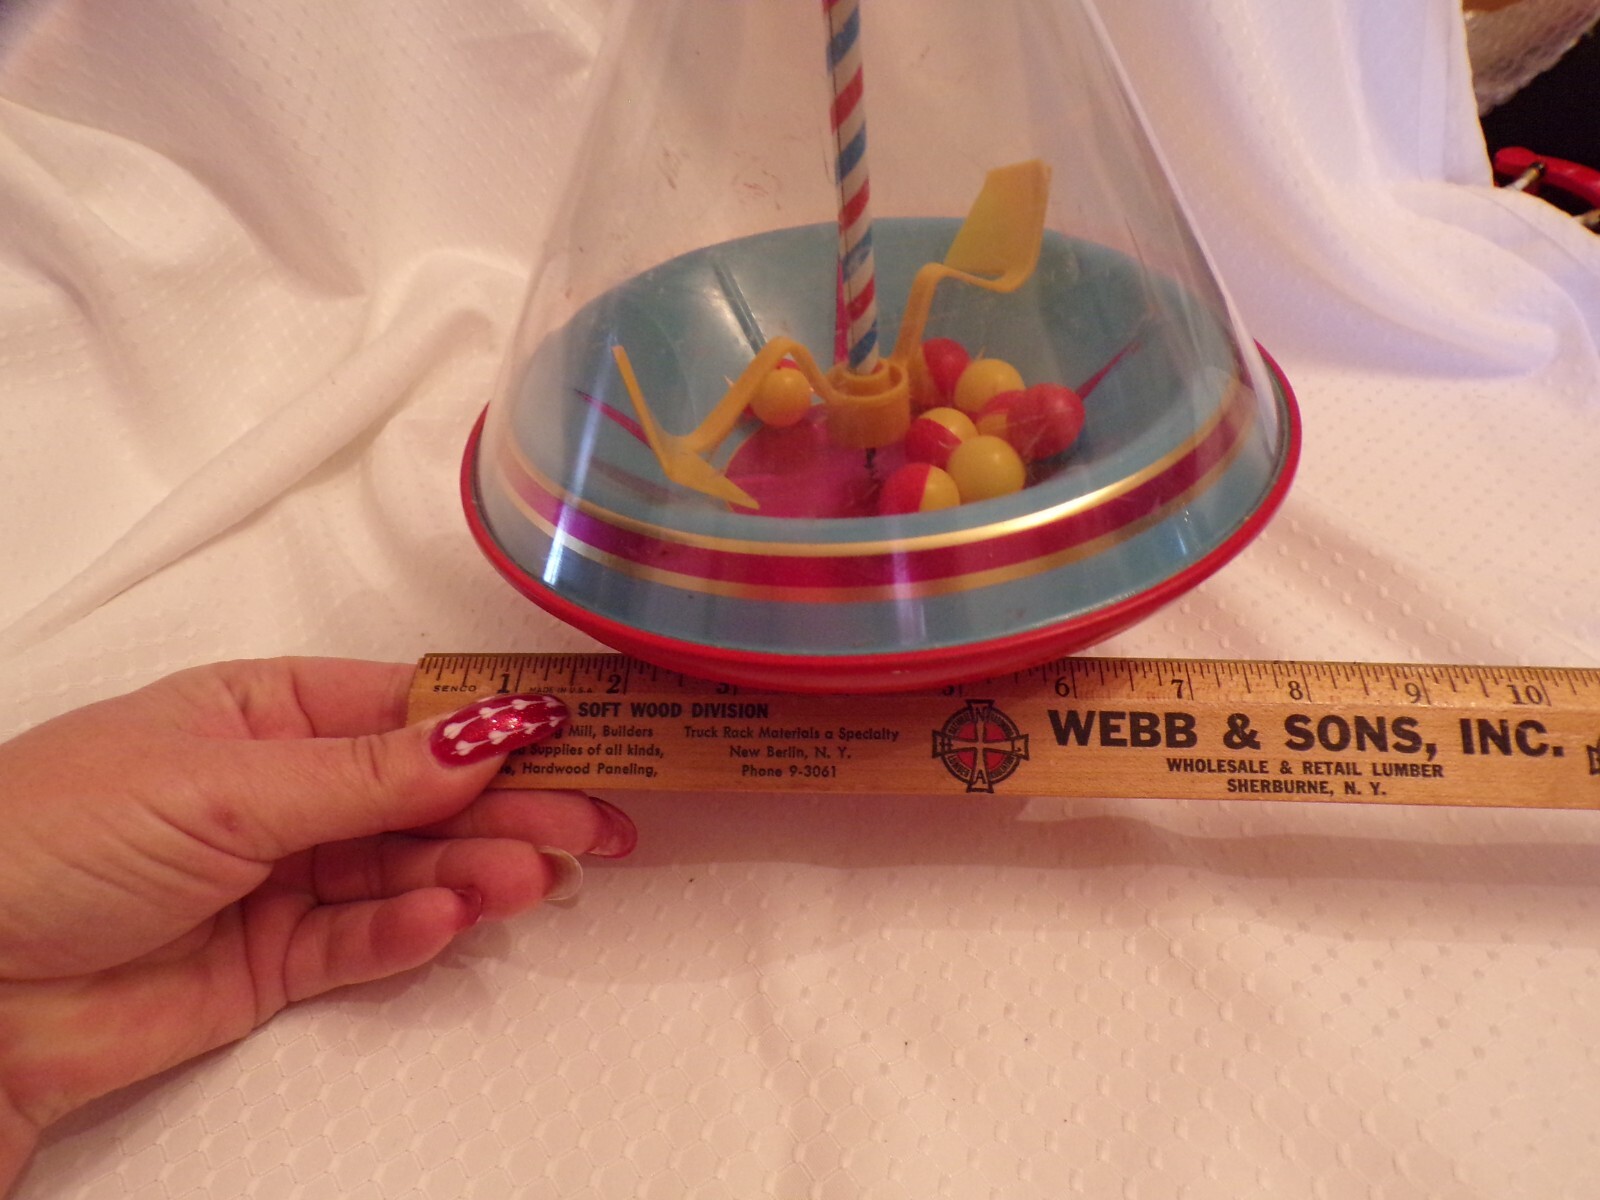 1 2 3 5 6 7 8 9 10
SENCO MADE IN U.S.A.
SOFT WOOD DIVISION
Mill, Builders
Supplies of all kinds,
Hardwood Paneling,
Truck Rack Materials a Specialty
New Berlin, N. Y.
Phone 9-3061
WEBB & SONS, INC.
WHOLESALE & RETAIL LUMBER
SHERBURNE, N. Y.